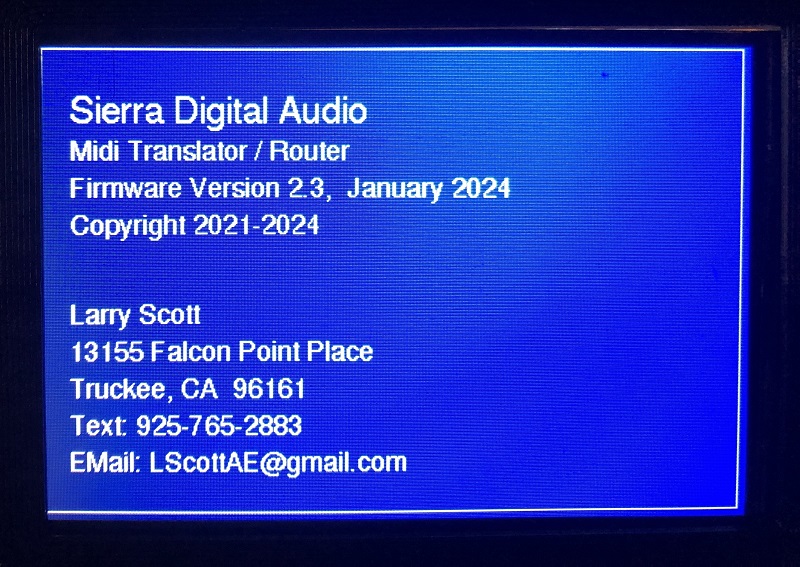 Sierra Digital Audio
Midi Translator / Router
Firmware Version 2.3,  January 2024
Copyright 2021-2024
Larry Scott
13155 Falcon Point Place
Truckee, CA  96161
Text: 925-765-2883
EMail: LScottAE@gmail.com